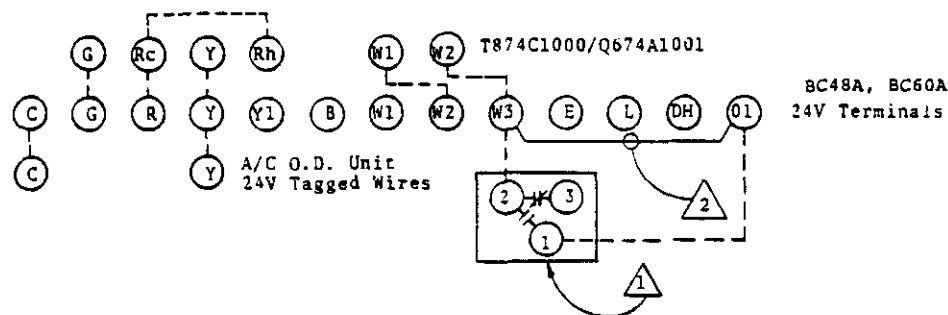 G Rc Y Rh W1 W2 T874C1000/Q674A1001
C G R Y Y1 B W1 W2 W3 E L DH 01
BC48A, BC60A
24V Terminals
C Y
A/C O.D. Unit
24V Tagged Wires
2 3
1
2
1